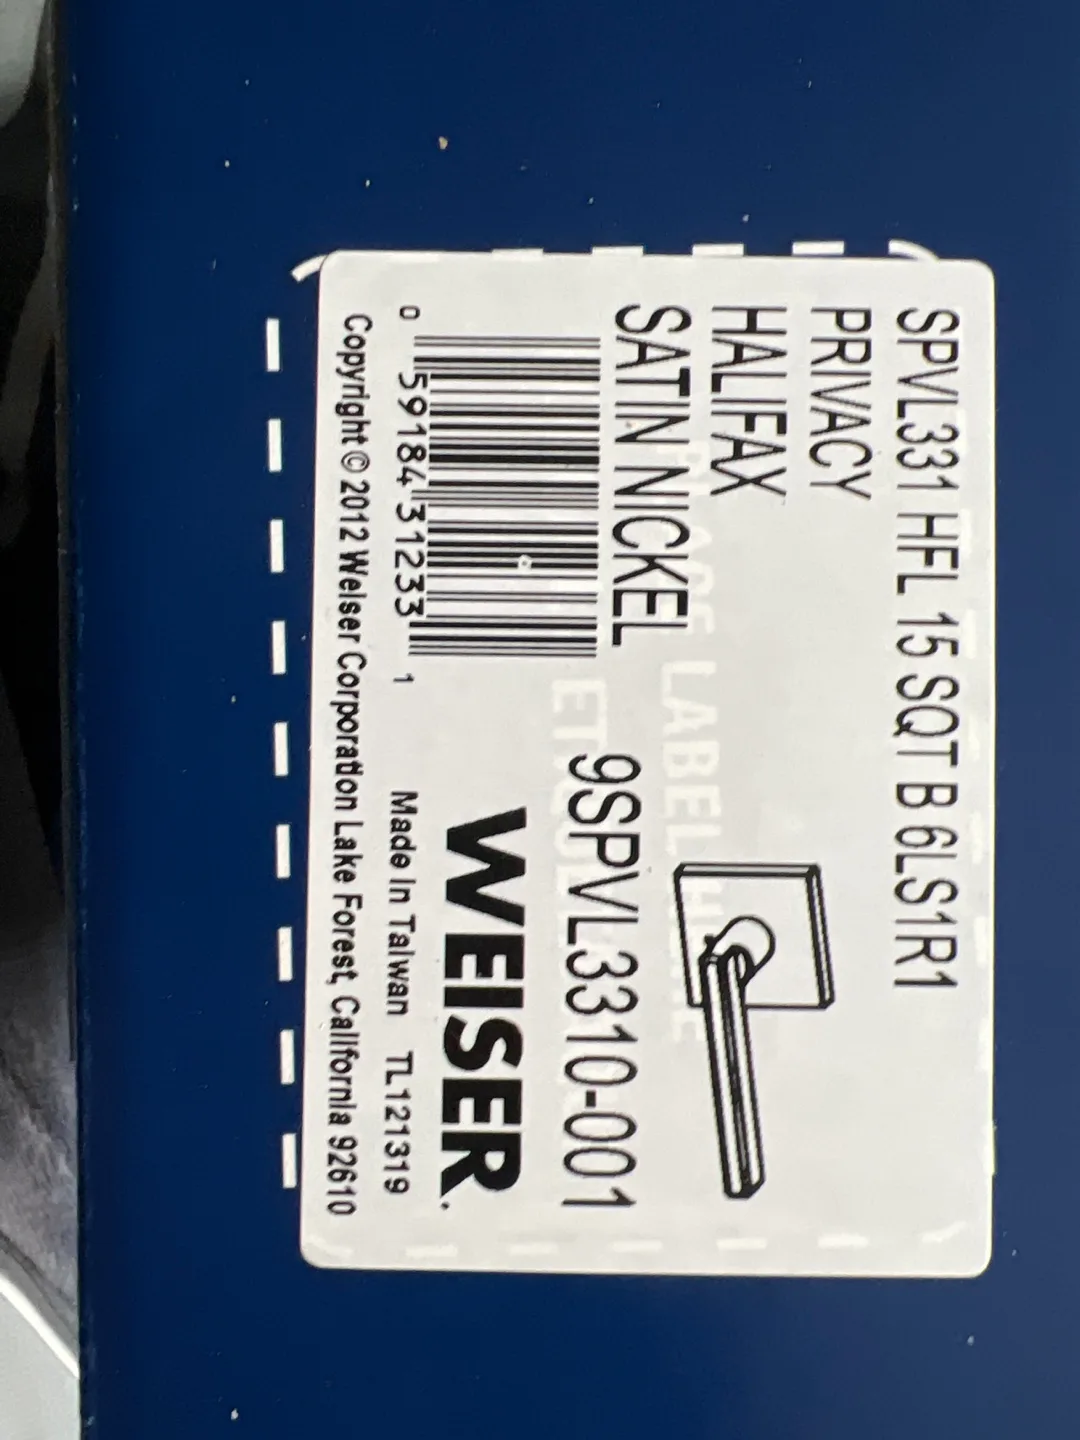 SPVL331 HFL 15 SQT B 6LS1R1
PRIVACY
HALIFAX
SATIN NICKEL
9SPVL3310-001
0 59184 31233 1
WEISER.
Made In Taiwan TL121319
Copyright © 2012 Weiser Corporation Lake Forest, California 92610